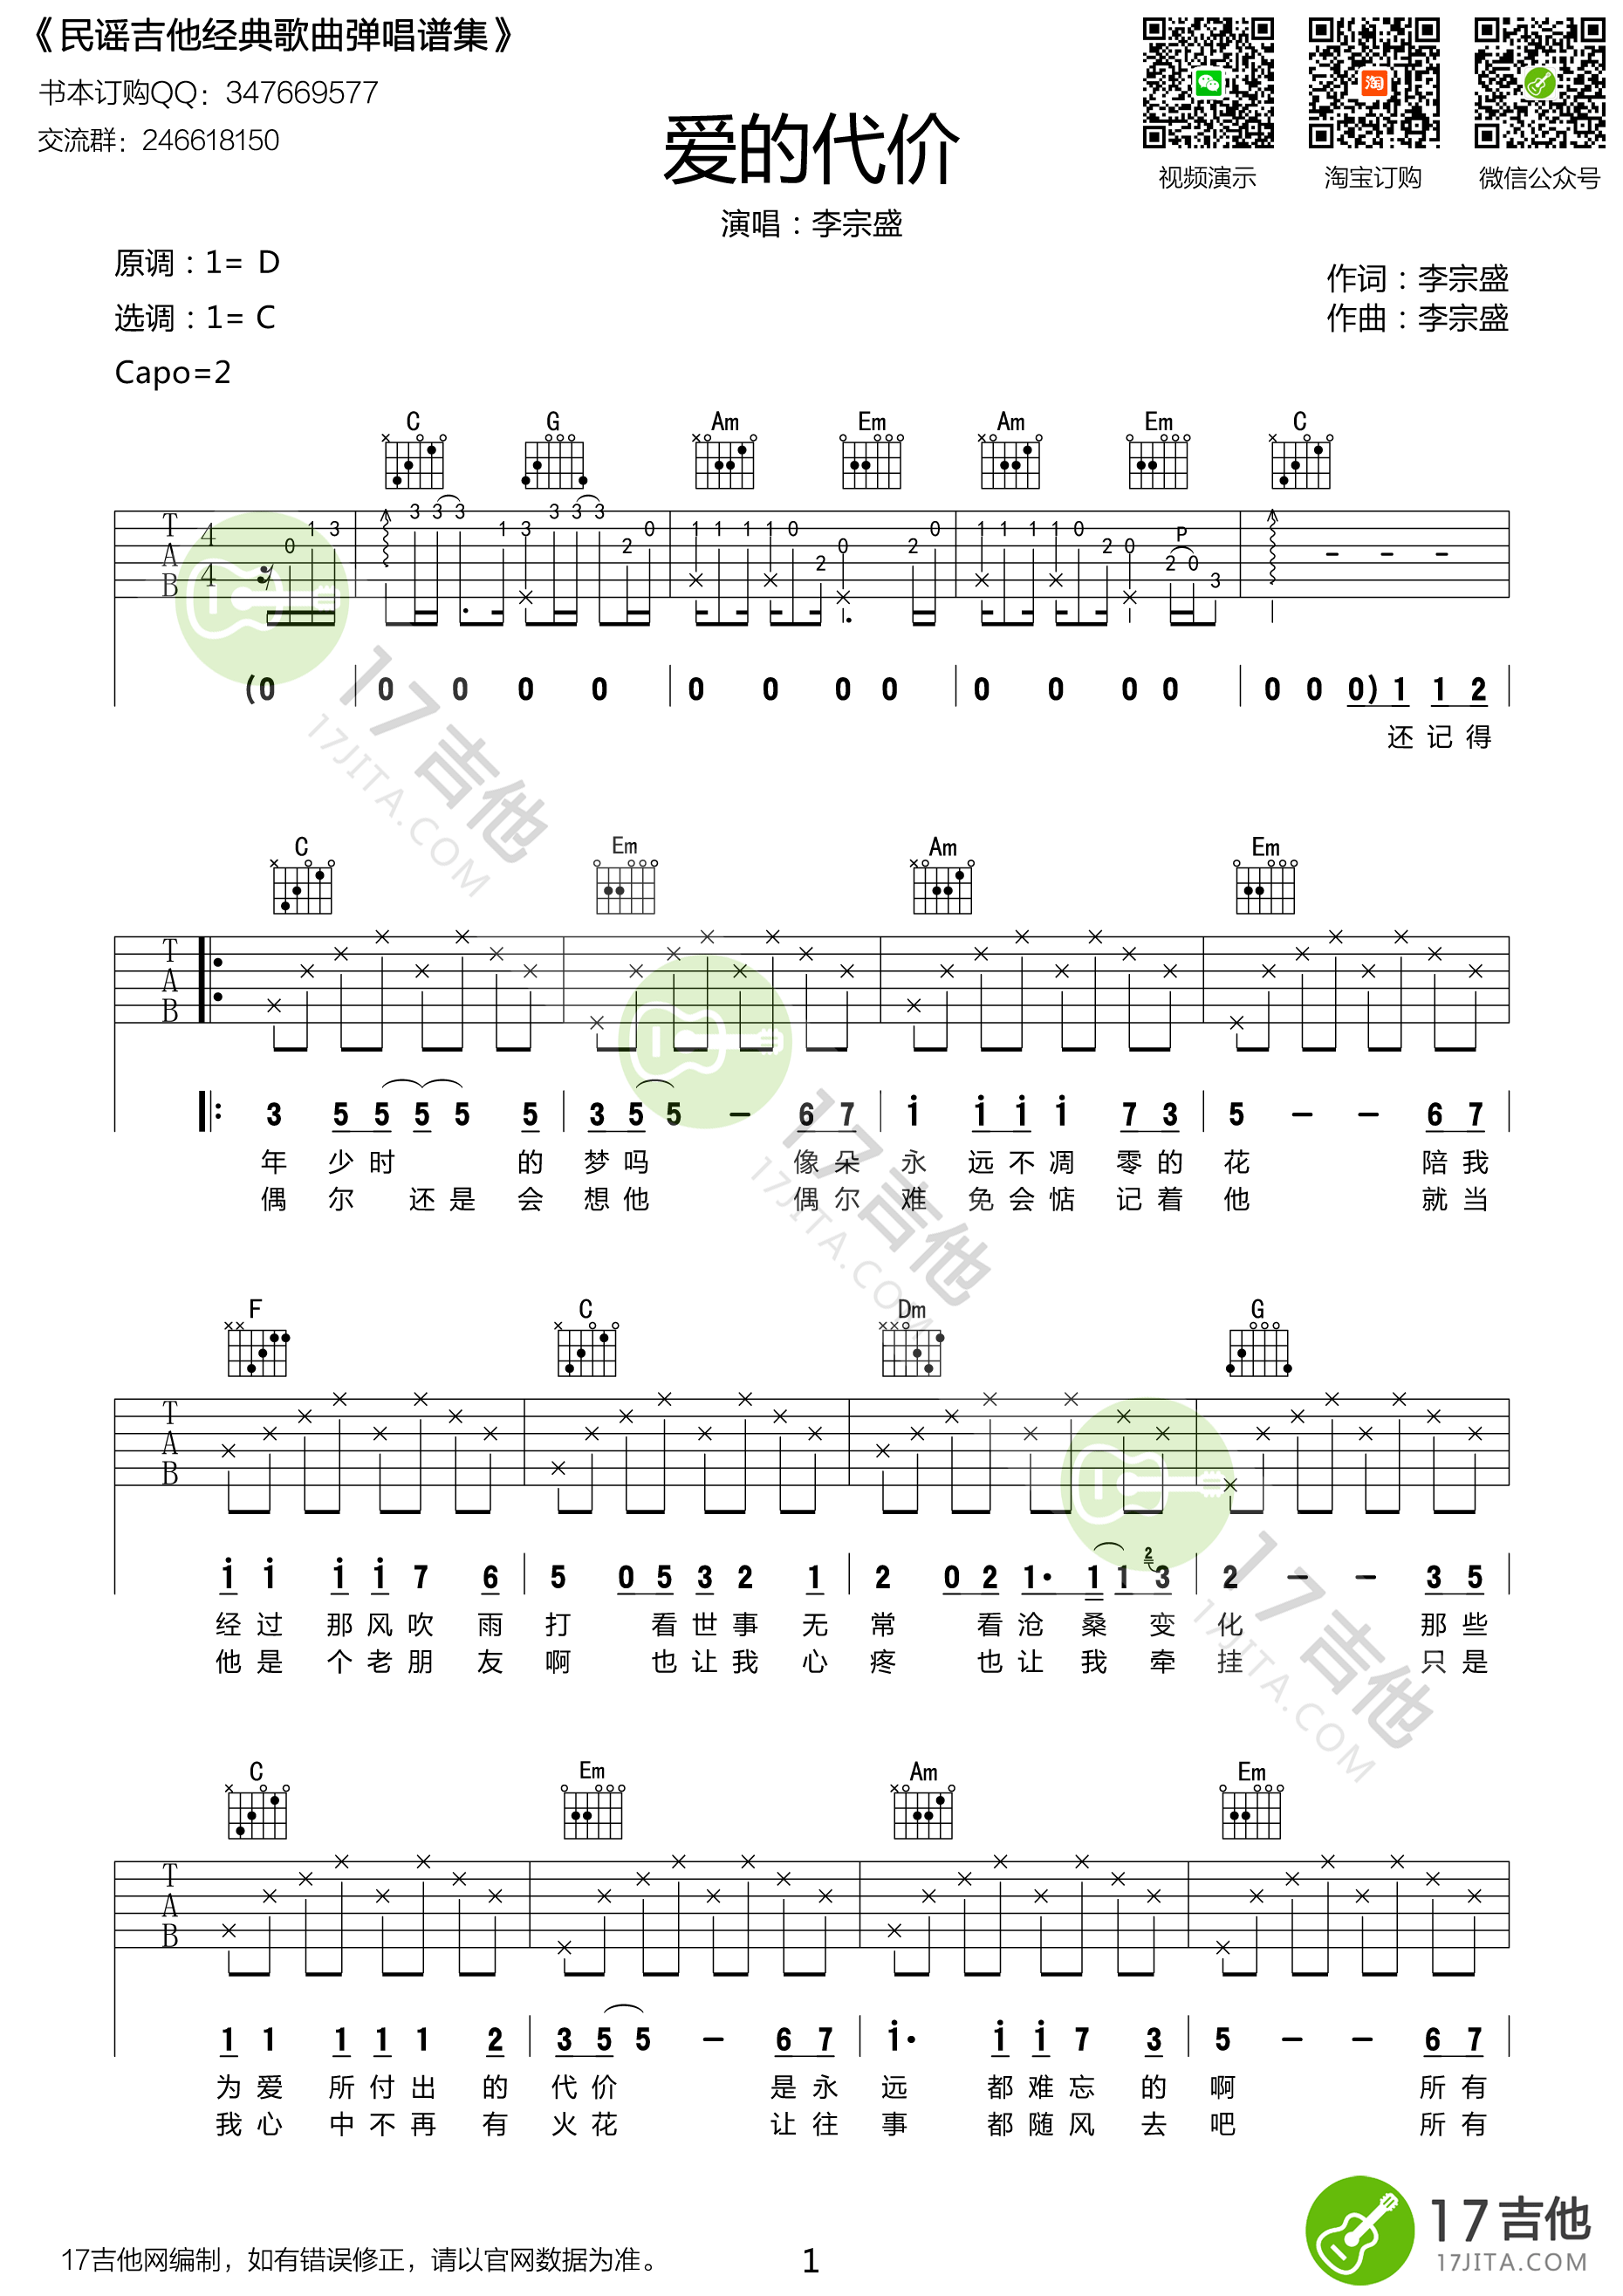 《民谣吉他经典歌曲弹唱谱集》
书本订购QQ：347669577
交流群：246618150
视频演示 淘宝订购 微信公众号
爱的代价
演唱：李宗盛
原调：1= D
选调：1= C
Capo=2
作词：李宗盛
作曲：李宗盛
C G Am Em Am Em C
T A B 4 4
(0 0 0 0 0 0 0 0 0 0 0 0 0 0 0 0) 1 1 2
还 记 得
C Em Am Em
T A B
3 5 5 5 5 5 3 5 5 – 6 7 i i i i 7 3 5 – – 6 7
年 少 时 的 梦 吗 像 朵 永 远 不 凋 零 的 花 陪 我
偶 尔 还 是 会 想 他 偶 尔 难 免 会 惦 记 着 他 就 当
F C Dm G
T A B
i i i i 7 6 5 0 5 3 2 1 2 0 2 1· 1 1 2 3 2 – – 3 5
经 过 那 风 吹 雨 打 看 世 事 无 常 看 沧 桑 变 化 那 些
他 是 个 老 朋 友 啊 也 让 我 心 疼 也 让 我 牵 挂 只 是
C Em Am Em
T A B
1 1 1 1 1 2 3 5 5 – 6 7 i· i i 7 3 5 – – 6 7
为 爱 所 付 出 的 代 价 是 永 远 都 难 忘 的 啊 所 有
我 心 中 不 再 有 火 花 让 往 事 都 随 风 去 吧 所 有
17吉他网编制，如有错误修正，请以官网数据为准。
1
17吉他
17JITA.COM